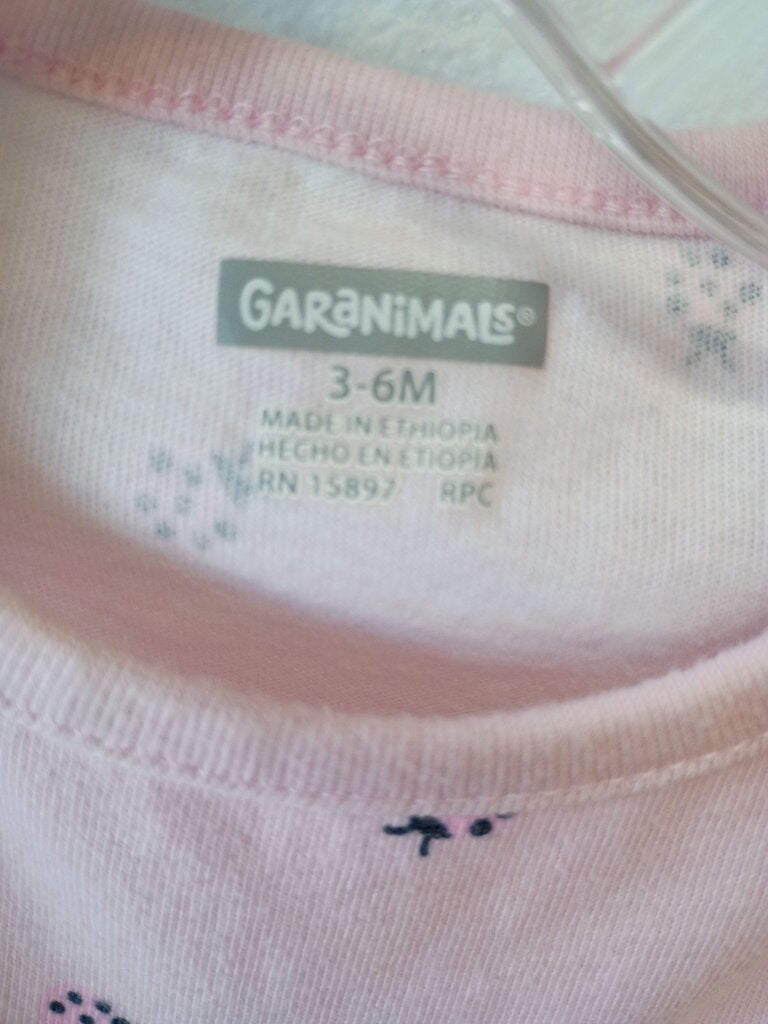 GARANIMALS®
3-6M
MADE IN ETHIOPIA
HECHO EN ETIOPIA
RN 15897 RPC